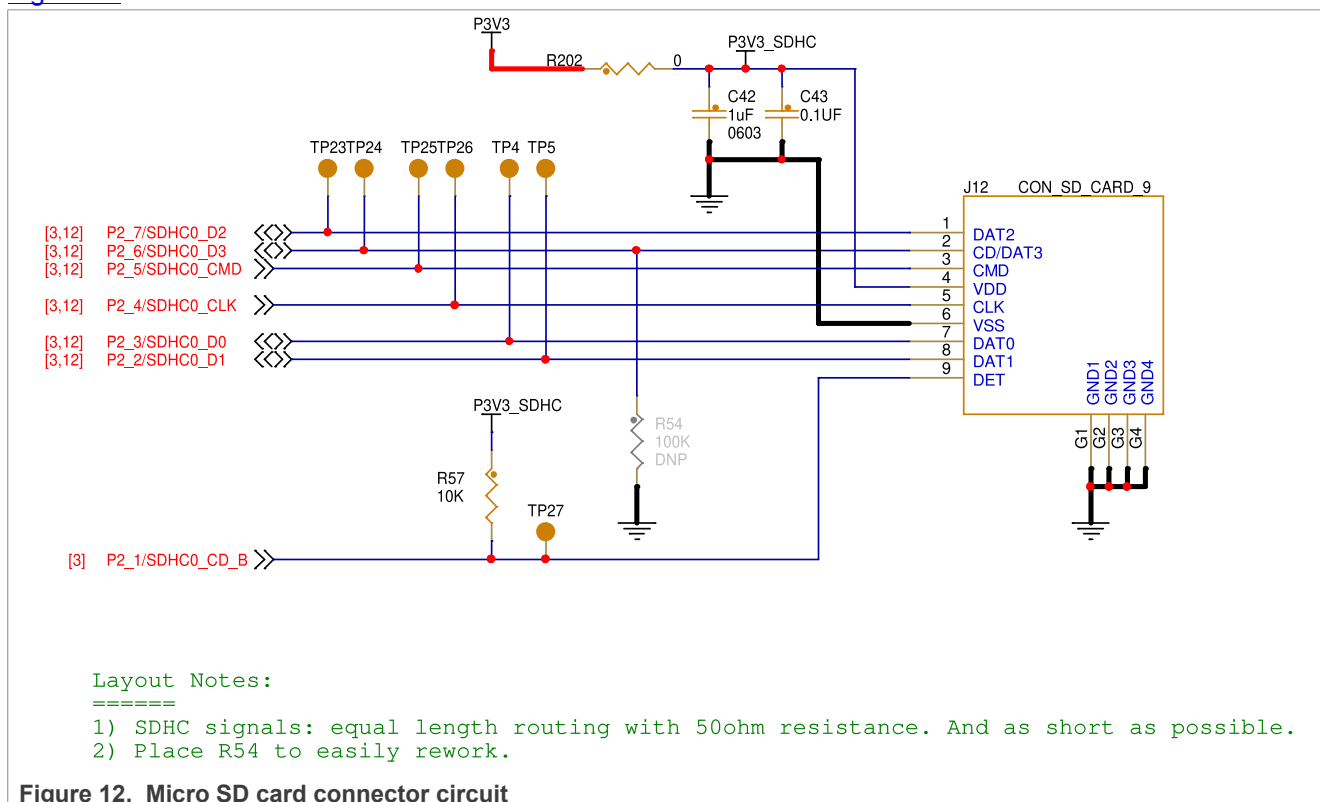 P3V3
R202
0
P3V3_SDHC
C42
1uF
0603
C43
0.1UF
TP23
TP24
TP25
TP26
TP4
TP5
J12
CON_SD_CARD_9
[3,12] P2_7/SDHC0_D2
[3,12] P2_6/SDHC0_D3
[3,12] P2_5/SDHC0_CMD
[3,12] P2_4/SDHC0_CLK
[3,12] P2_3/SDHC0_D0
[3,12] P2_2/SDHC0_D1
1 DAT2
2 CD/DAT3
3 CMD
4 VDD
5 CLK
6 VSS
7 DAT0
8 DAT1
9 DET
GND1
GND2
GND3
GND4
G1
G2
G3
G4
P3V3_SDHC
R57
10K
R54
100K
DNP
TP27
[3] P2_1/SDHC0_CD_B
Layout Notes:
======
1) SDHC signals: equal length routing with 50ohm resistance. And as short as possible.
2) Place R54 to easily rework.
Figure 12. Micro SD card connector circuit